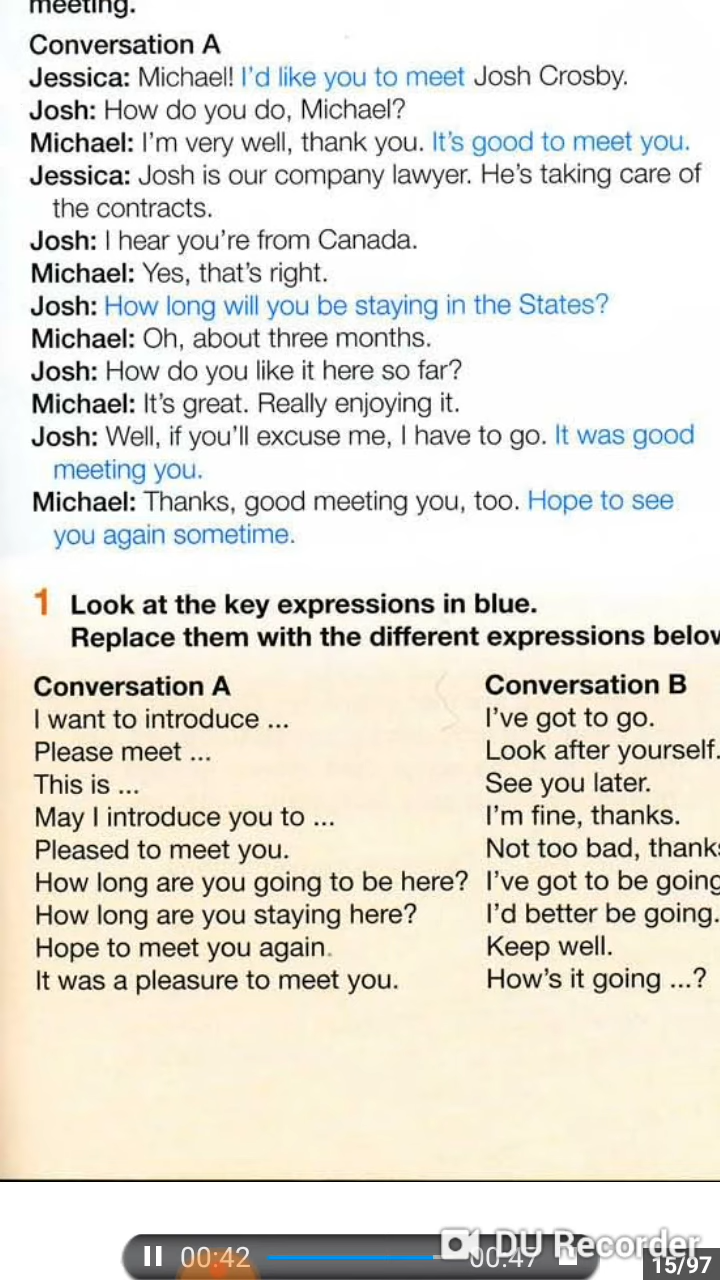 meeting.
Conversation A
Jessica: Michael! I'd like you to meet Josh Crosby.
Josh: How do you do, Michael?
Michael: I'm very well, thank you. It's good to meet you.
Jessica: Josh is our company lawyer. He's taking care of
the contracts.
Josh: I hear you're from Canada.
Michael: Yes, that's right.
Josh: How long will you be staying in the States?
Michael: Oh, about three months.
Josh: How do you like it here so far?
Michael: It's great. Really enjoying it.
Josh: Well, if you'll excuse me, I have to go. It was good
meeting you.
Michael: Thanks, good meeting you, too. Hope to see
you again sometime.
1 Look at the key expressions in blue.
Replace them with the different expressions below
Conversation A
I want to introduce ...
Please meet ...
This is ...
May I introduce you to ...
Pleased to meet you.
How long are you going to be here?
How long are you staying here?
Hope to meet you again.
It was a pleasure to meet you.
Conversation B
I've got to go.
Look after yourself.
See you later.
I'm fine, thanks.
Not too bad, thanks
I've got to be going
I'd better be going.
Keep well.
How's it going ...?
00:42
00:47
DU Recorder
15/97